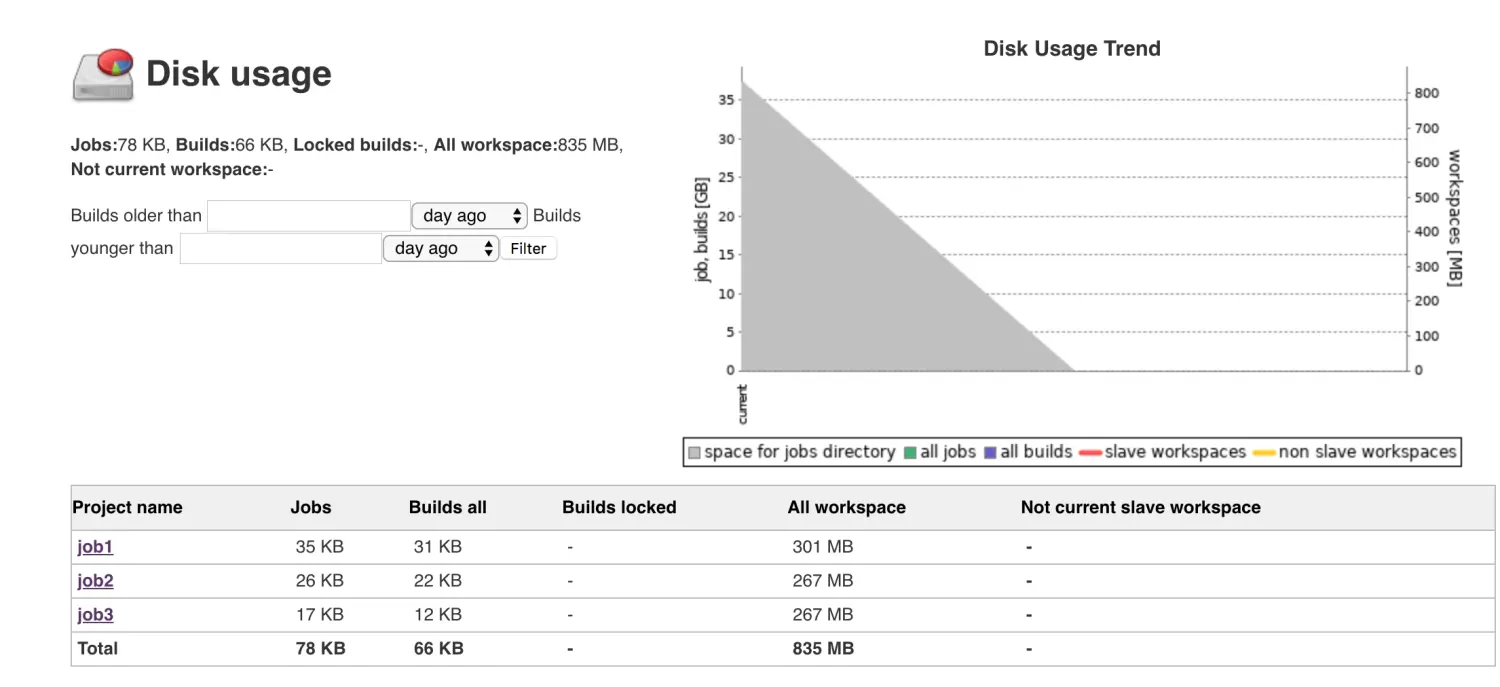 Disk usage
Jobs:78 KB, Builds:66 KB, Locked builds:-, All workspace:835 MB,
Not current workspace:-
Builds older than day ago Builds
younger than day ago Filter
Disk Usage Trend
job, builds [GB]
35
30
25
20
15
10
5
0
800
700
600
500
400
300
200
100
0
workspaces [MB]
current
space for jobs directory all jobs all builds slave workspaces non slave workspaces
Project name Jobs Builds all Builds locked All workspace Not current slave workspace
job1 35 KB 31 KB - 301 MB -
job2 26 KB 22 KB - 267 MB -
job3 17 KB 12 KB - 267 MB -
Total 78 KB 66 KB - 835 MB -